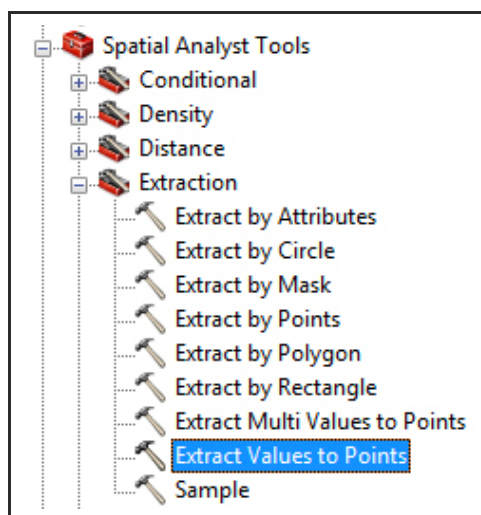 Spatial Analyst Tools
Conditional
Density
Distance
Extraction
Extract by Attributes
Extract by Circle
Extract by Mask
Extract by Points
Extract by Polygon
Extract by Rectangle
Extract Multi Values to Points
Extract Values to Points
Sample